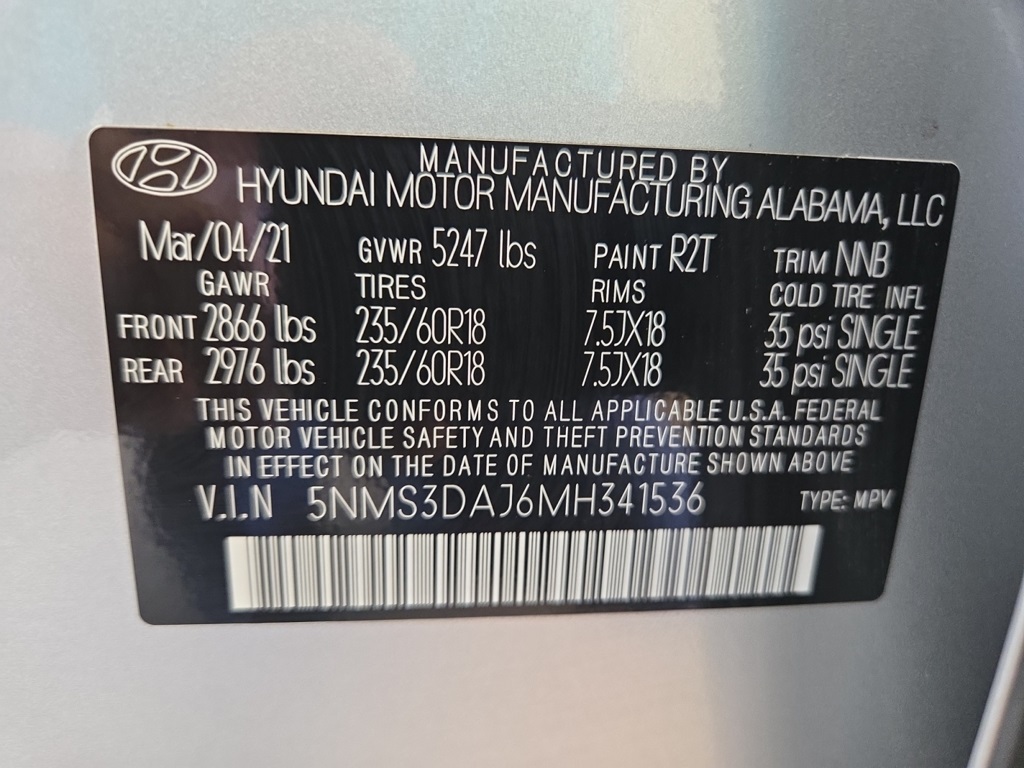 MANUFACTURED BY
HYUNDAI MOTOR MANUFACTURING ALABAMA, LLC
Mar/04/21 GVWR 5247 lbs PAINT R2T TRIM NNB
GAWR TIRES RIMS COLD TIRE INFL
FRONT 2866 lbs 235/60R18 7.5JX18 35 psi SINGLE
REAR 2976 lbs 235/60R18 7.5JX18 35 psi SINGLE
THIS VEHICLE CONFORMS TO ALL APPLICABLE U.S.A. FEDERAL
MOTOR VEHICLE SAFETY AND THEFT PREVENTION STANDARDS
IN EFFECT ON THE DATE OF MANUFACTURE SHOWN ABOVE
V.I.N 5NMS3DAJ6MH341536 TYPE: MPV